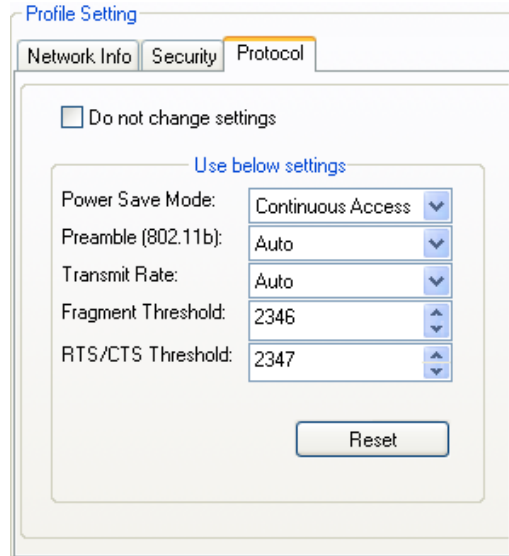 Profile Setting
Network Info Security Protocol
Do not change settings
Use below settings
Power Save Mode: Continuous Access
Preamble (802.11b): Auto
Transmit Rate: Auto
Fragment Threshold: 2346
RTS/CTS Threshold: 2347
Reset